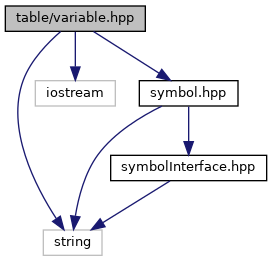 table/variable.hpp
iostream
symbol.hpp
symbolInterface.hpp
string